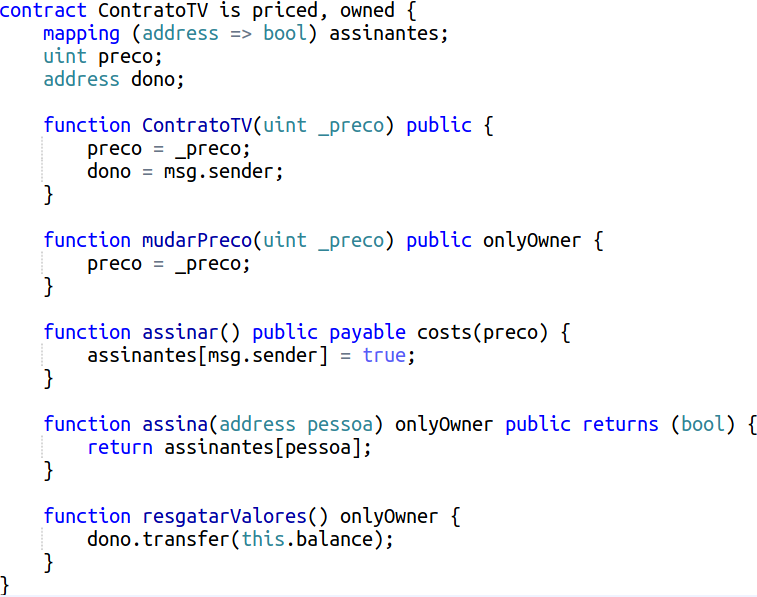 contract ContratoTV is priced, owned {
    mapping (address => bool) assinantes;
    uint preco;
    address dono;

    function ContratoTV(uint _preco) public {
        preco = _preco;
        dono = msg.sender;
    }

    function mudarPreco(uint _preco) public onlyOwner {
        preco = _preco;
    }

    function assinar() public payable costs(preco) {
        assinantes[msg.sender] = true;
    }

    function assina(address pessoa) onlyOwner public returns (bool) {
        return assinantes[pessoa];
    }

    function resgatarValores() onlyOwner {
        dono.transfer(this.balance);
    }
}